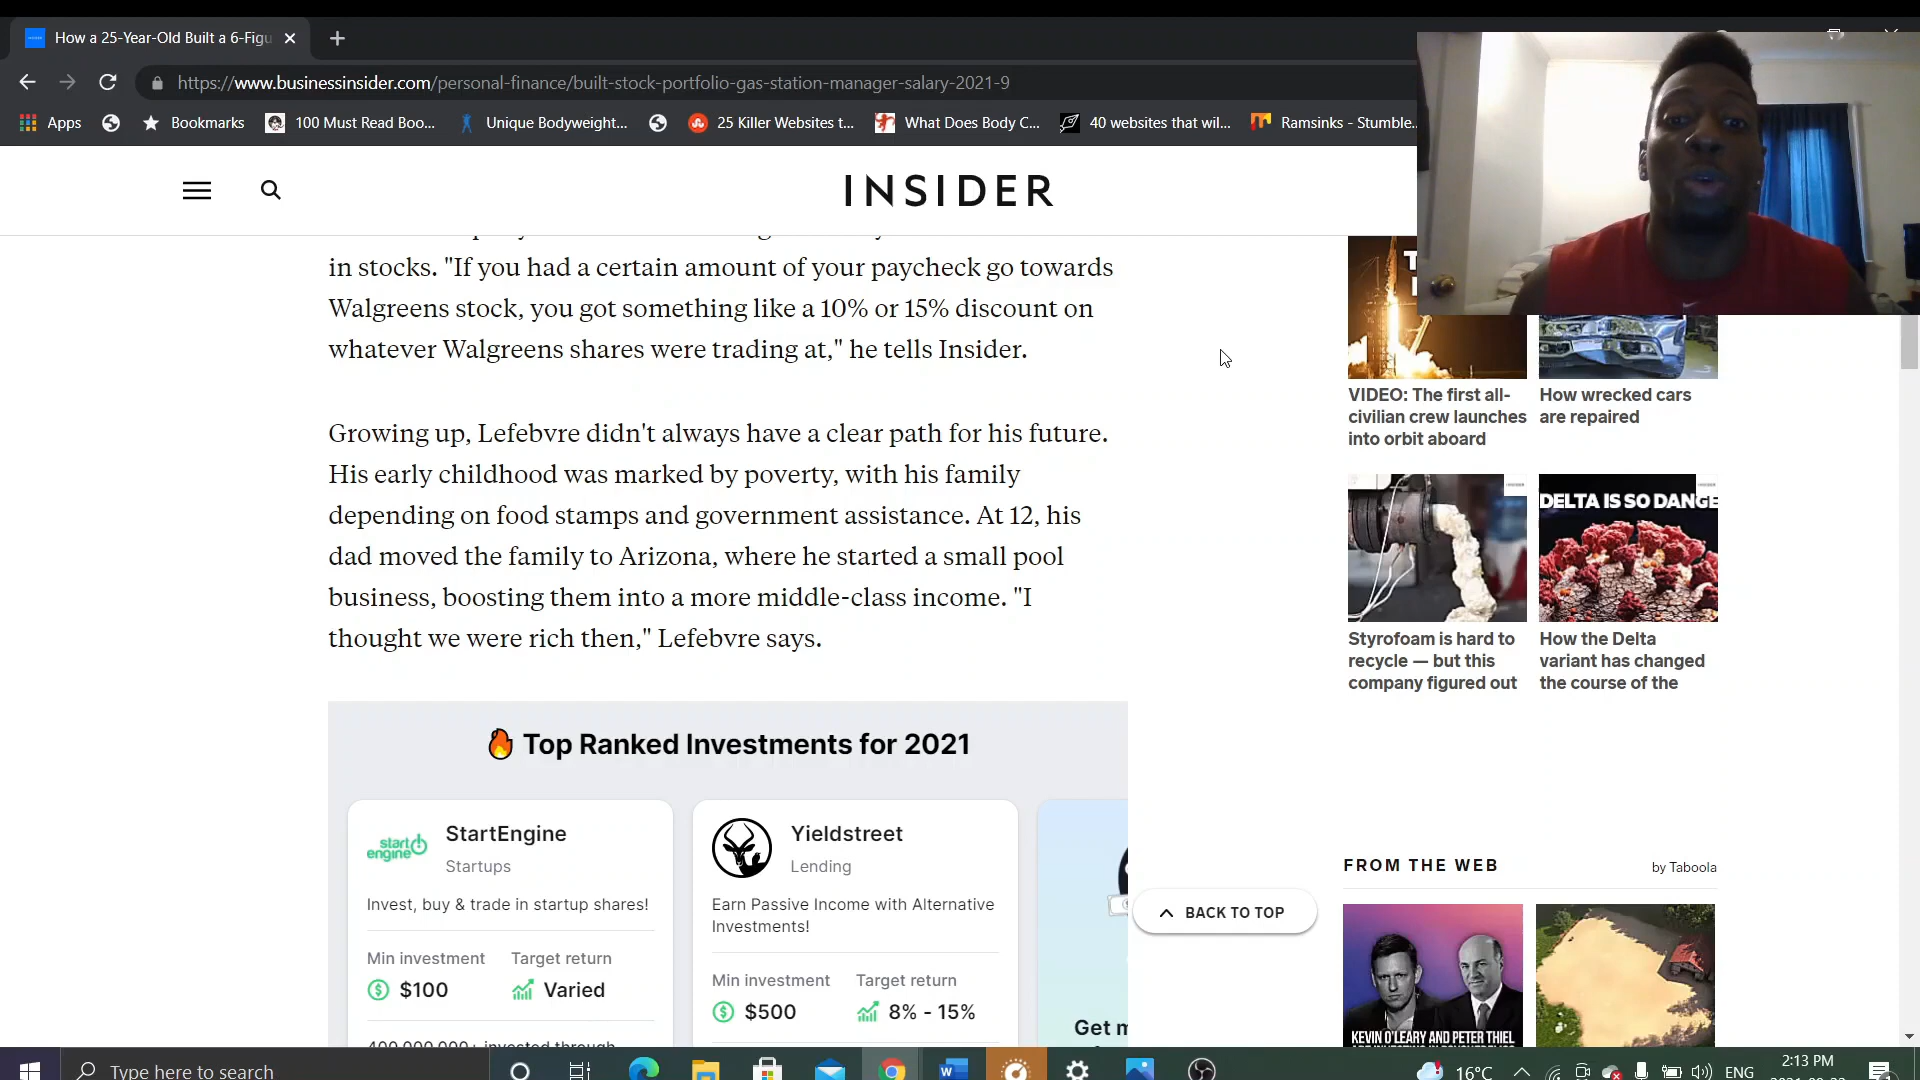 How a 25-Year-Old Built a 6-Figu
https://www.businessinsider.com/personal-finance/built-stock-portfolio-gas-station-manager-salary-2021-9
Apps
Bookmarks
100 Must Read Boo...
Unique Bodyweight...
25 Killer Websites t...
What Does Body C...
40 websites that wil...
Ramsinks - Stumble...
INSIDER
in stocks. "If you had a certain amount of your paycheck go towards
Walgreens stock, you got something like a 10% or 15% discount on
whatever Walgreens shares were trading at," he tells Insider.
Growing up, Lefebvre didn't always have a clear path for his future.
His early childhood was marked by poverty, with his family
depending on food stamps and government assistance. At 12, his
dad moved the family to Arizona, where he started a small pool
business, boosting them into a more middle-class income. "I
thought we were rich then," Lefebvre says.
Top Ranked Investments for 2021
start engine
StartEngine
Startups
Invest, buy & trade in startup shares!
Min investment
Target return
$100
Varied
Yieldstreet
Lending
Earn Passive Income with Alternative
Investments!
Min investment
Target return
$500
8% - 15%
BACK TO TOP
VIDEO: The first all-
civilian crew launches
into orbit aboard
How wrecked cars
are repaired
DELTA IS SO DANGE
Styrofoam is hard to
recycle — but this
company figured out
How the Delta
variant has changed
the course of the
FROM THE WEB
by Taboola
KEVIN O'LEARY AND PETER THIEL
Type here to search
16°C
ENG
2:13 PM